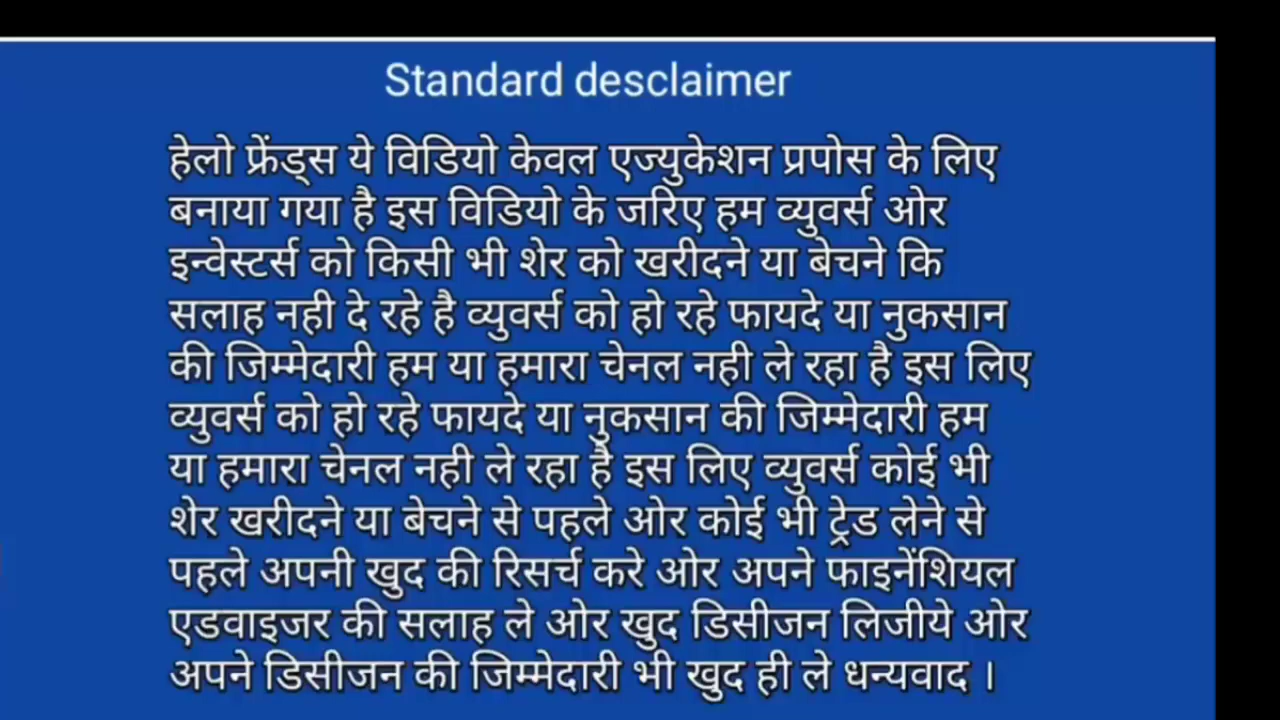 Standard desclaimer
हेलो फ्रेंड्स ये विडियो केवल एज्युकेशन प्रपोस के लिए
बनाया गया है इस विडियो के जरिए हम व्युवर्स ओर
इन्वेस्टर्स को किसी भी शेर को खरीदने या बेचने कि
सलाह नही दे रहे है व्युवर्स को हो रहे फायदे या नुकसान
की जिम्मेदारी हम या हमारा चेनल नही ले रहा है इस लिए
व्युवर्स को हो रहे फायदे या नुकसान की जिम्मेदारी हम
या हमारा चेनल नही ले रहा है इस लिए व्युवर्स कोई भी
शेर खरीदने या बेचने से पहले ओर कोई भी ट्रेड लेने से
पहले अपनी खुद की रिसर्च करे ओर अपने फाइनेंशियल
एडवाइजर की सलाह ले ओर खुद डिसीजन लिजीये ओर
अपने डिसीजन की जिम्मेदारी भी खुद ही ले धन्यवाद ।